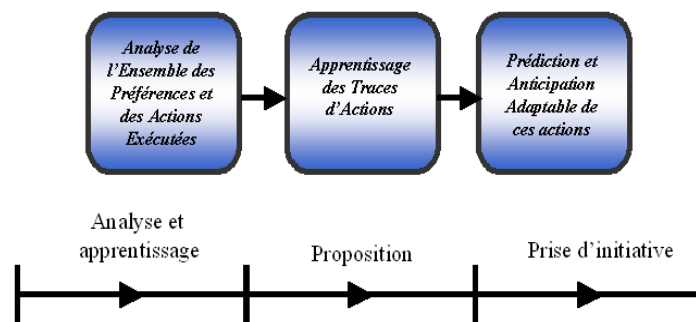 Analyse de
l'Ensemble des
Préférences et
des Actions
Exécutées
Apprentissage
des Traces
d'Actions
Prédiction et
Anticipation
Adaptable de
ces actions
Analyse et
apprentissage
Proposition
Prise d'initiative